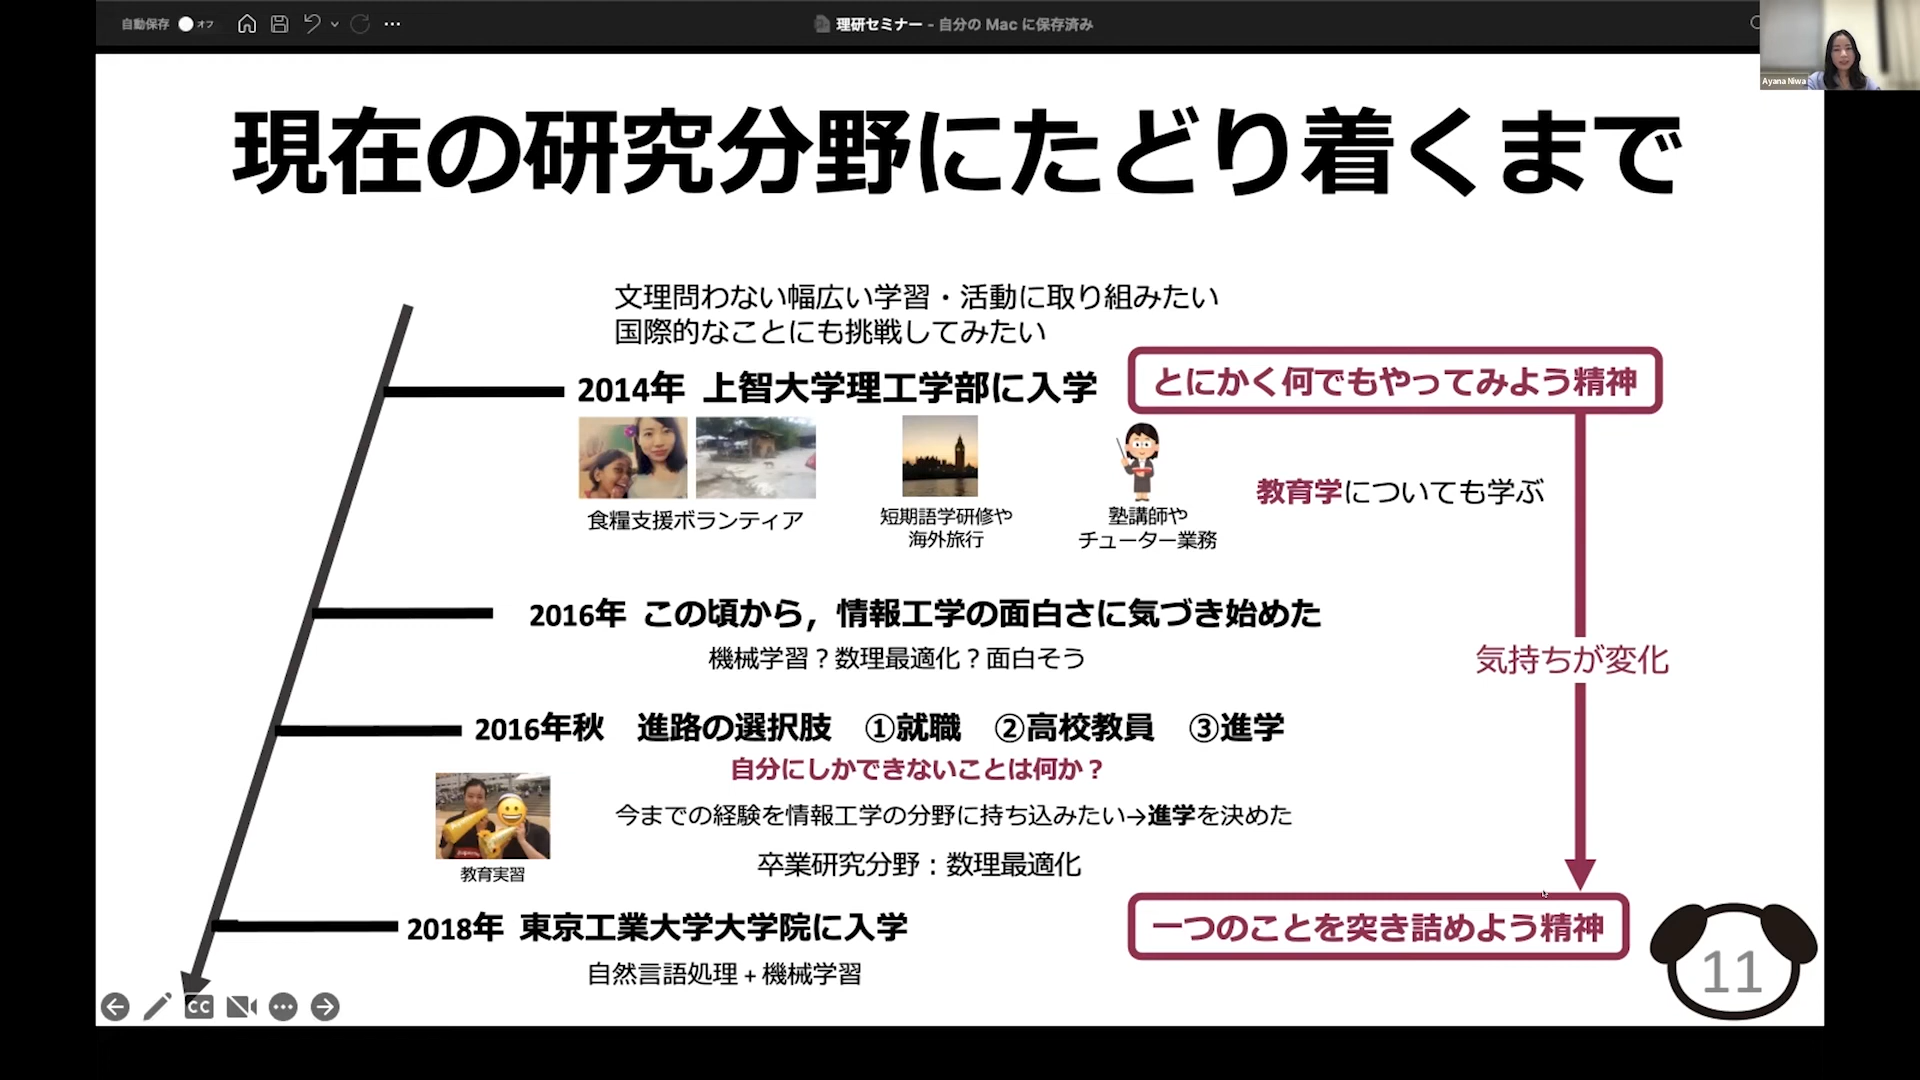 自動保存 オフ
理研セミナー - 自分の Mac に保存済み
Ayana Niwa
現在の研究分野にたどり着くまで
文理問わない幅広い学習・活動に取り組みたい
国際的なことにも挑戦してみたい
2014年 上智大学理工学部に入学
とにかく何でもやってみよう精神
食糧支援ボランティア
短期語学研修や
海外旅行
塾講師や
チューター業務
教育学についても学ぶ
2016年 この頃から，情報工学の面白さに気づき始めた
機械学習？数理最適化？面白そう
気持ちが変化
2016年秋 進路の選択肢 ①就職 ②高校教員 ③進学
自分にしかできないことは何か？
今までの経験を情報工学の分野に持ち込みたい→進学を決めた
教育実習
卒業研究分野：数理最適化
2018年 東京工業大学大学院に入学
一つのことを突き詰めよう精神
自然言語処理 + 機械学習
11
CC